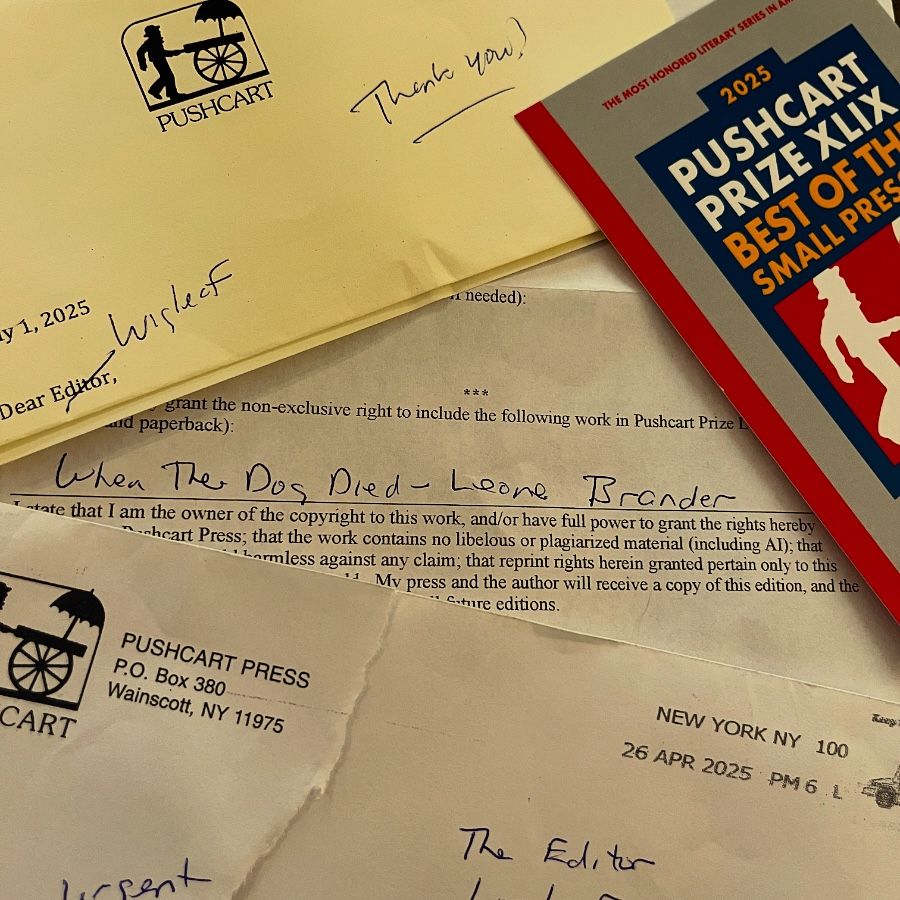 PUSHCART
Thank you!
y 1, 2025
Wigleaf
Dear Editor,
THE MOST HONORED LITERARY SERIES IN AM
2025
PUSHCART
PRIZE XLIX
BEST OF THE
SMALL PRES
needed):
***
grant the non-exclusive right to include the following work in Pushcart Prize L
and paperback):
When The Dog Died - Leone Brander
I state that I am the owner of the copyright to this work, and/or have full power to grant the rights hereby
Pushcart Press; that the work contains no libelous or plagiarized material (including AI); that
harmless against any claim; that reprint rights herein granted pertain only to this
My press and the author will receive a copy of this edition, and the
future editions.
CART
PUSHCART PRESS
P.O. Box 380
Wainscott, NY 11975
NEW YORK NY 100
26 APR 2025 PM 6 L
The Editor
Urgent